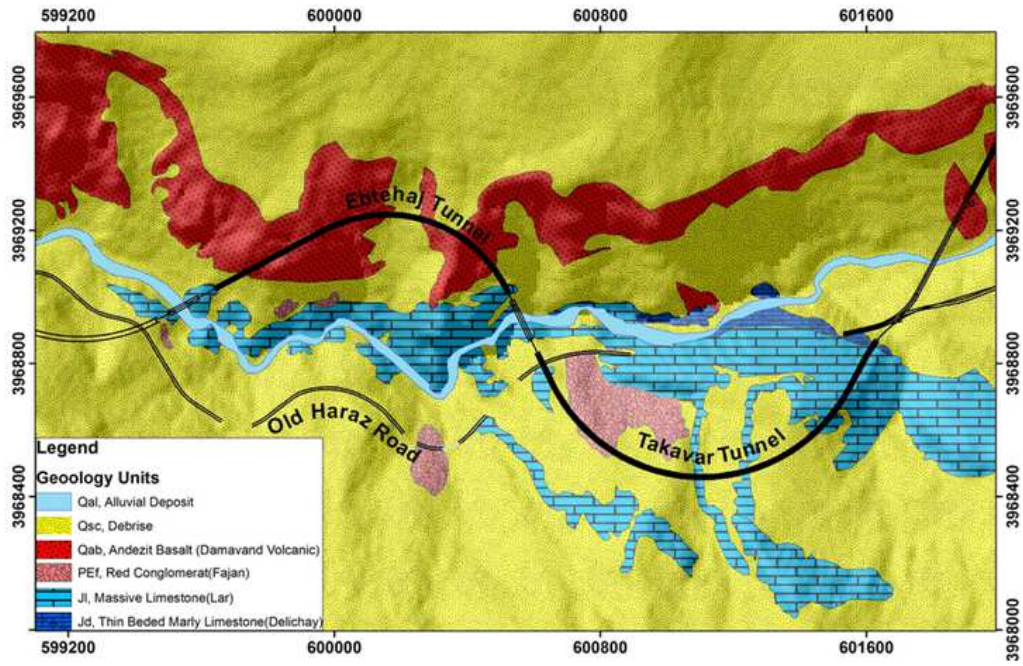 599200 600000 600800 601600
3969600 3969600
3969200 3969200
3968800 3968800
3968400 3968400
3968000
Ebtehaj Tunnel
Old Haraz Road
Takavar Tunnel
Legend
Geoology Units
Qal, Alluvial Deposit
Qsc, Debrise
Qab, Andezit Basalt (Damavand Volcanic)
PEf, Red Conglomerat(Fajan)
Jl, Massive Limestone(Lar)
Jd, Thin Beded Marly Limestone(Delichay)
599200 600000 600800 601600